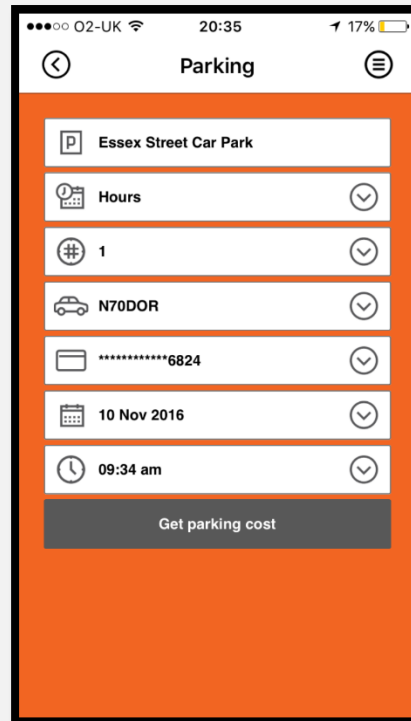 O2-UK 20:35 17%
Parking
P Essex Street Car Park
Hours
# 1
N70DOR
************6824
10 Nov 2016
09:34 am
Get parking cost